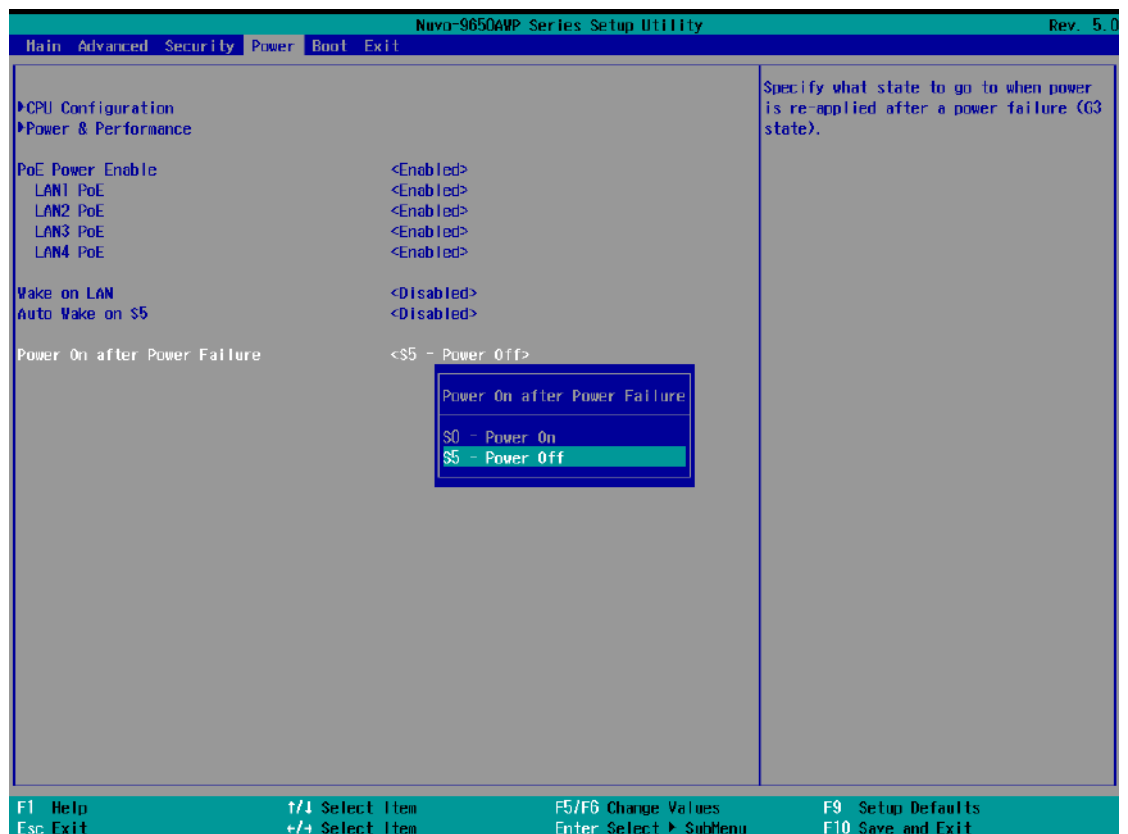 Nuvo-9650AWP Series Setup Utility Rev. 5.0
Main Advanced Security Power Boot Exit
▶CPU Configuration
▶Power & Performance
PoE Power Enable <Enabled>
LAN1 PoE <Enabled>
LAN2 PoE <Enabled>
LAN3 PoE <Enabled>
LAN4 PoE <Enabled>
Wake on LAN <Disabled>
Auto Wake on S5 <Disabled>
Power On after Power Failure <S5 - Power Off>
Power On after Power Failure
S0 - Power On
S5 - Power Off
Specify what state to go to when power
is re-applied after a power failure (G3
state).
F1 Help ↑/↓ Select Item F5/F6 Change Values F9 Setup Defaults
Esc Exit ←/→ Select Item Enter Select ▶ SubMenu F10 Save and Exit